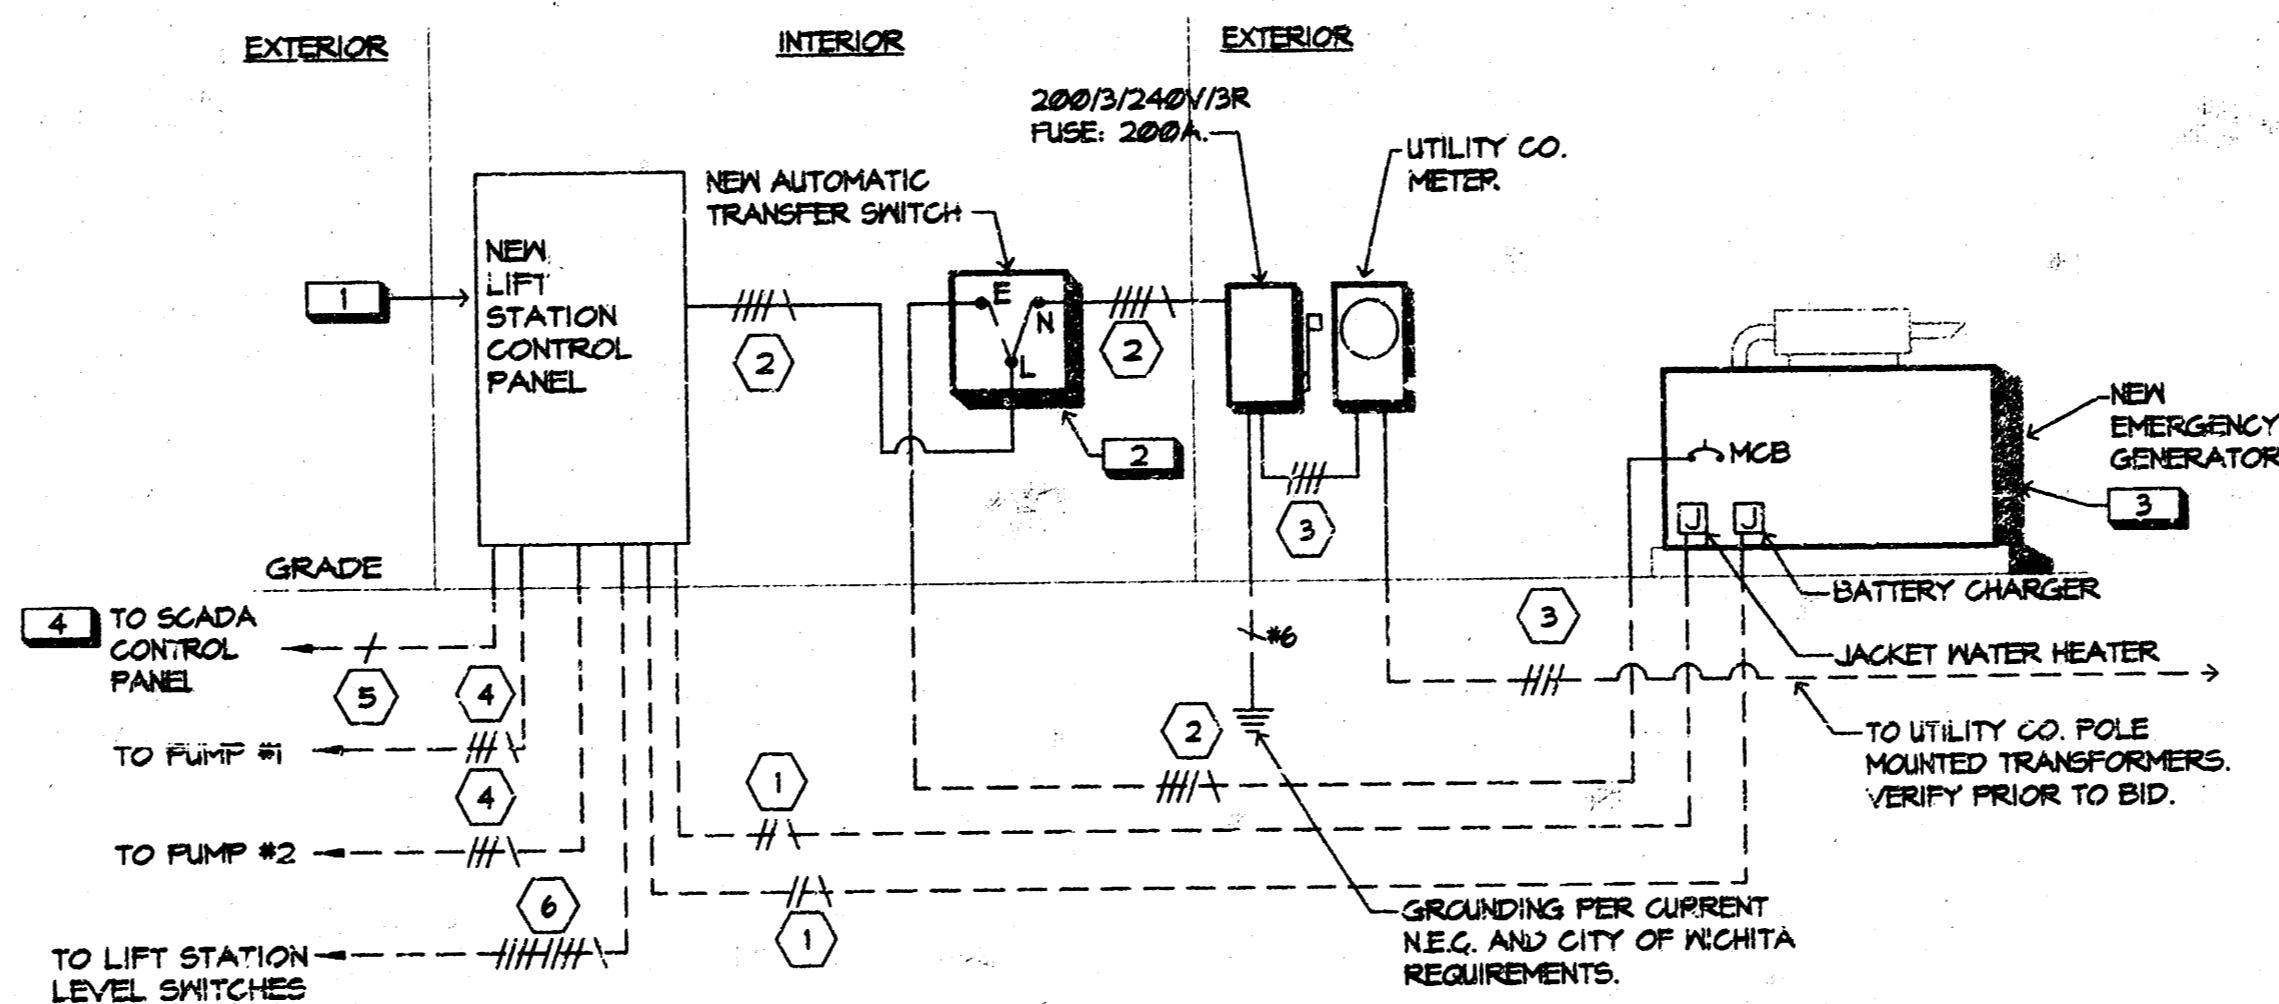 EXTERIOR
INTERIOR
EXTERIOR
200/3/240V/3R
FUSE: 200A.
UTILITY CO.
METER.
NEW AUTOMATIC
TRANSFER SWITCH
NEW
LIFT
STATION
CONTROL
PANEL
1
2
E
N
L
2
2
3
MCB
J
J
NEW
EMERGENCY
GENERATOR
3
GRADE
BATTERY CHARGER
JACKET WATER HEATER
3
#6
4
TO SCADA
CONTROL
PANEL
5
4
TO PUMP #1
4
TO PUMP #2
6
TO LIFT STATION
LEVEL SWITCHES
1
1
2
TO UTILITY CO. POLE
MOUNTED TRANSFORMERS.
VERIFY PRIOR TO BID.
GROUNDING PER CURRENT
N.E.C. AND CITY OF WICHITA
REQUIREMENTS.